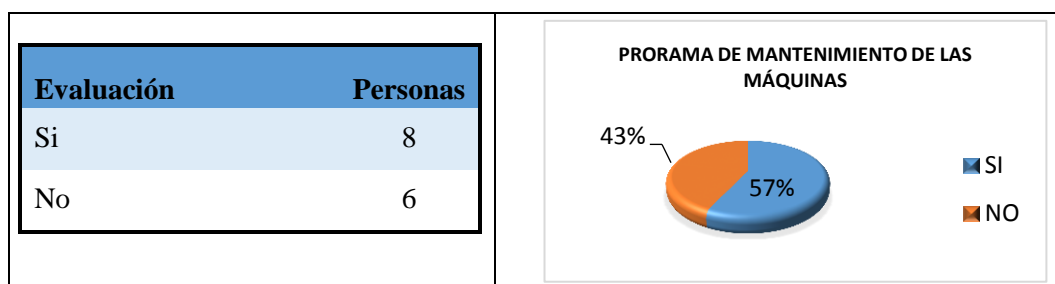 Evaluación Personas
Si 8
No 6
PRORAMA DE MANTENIMIENTO DE LAS
MÁQUINAS
43%
57%
SI
NO